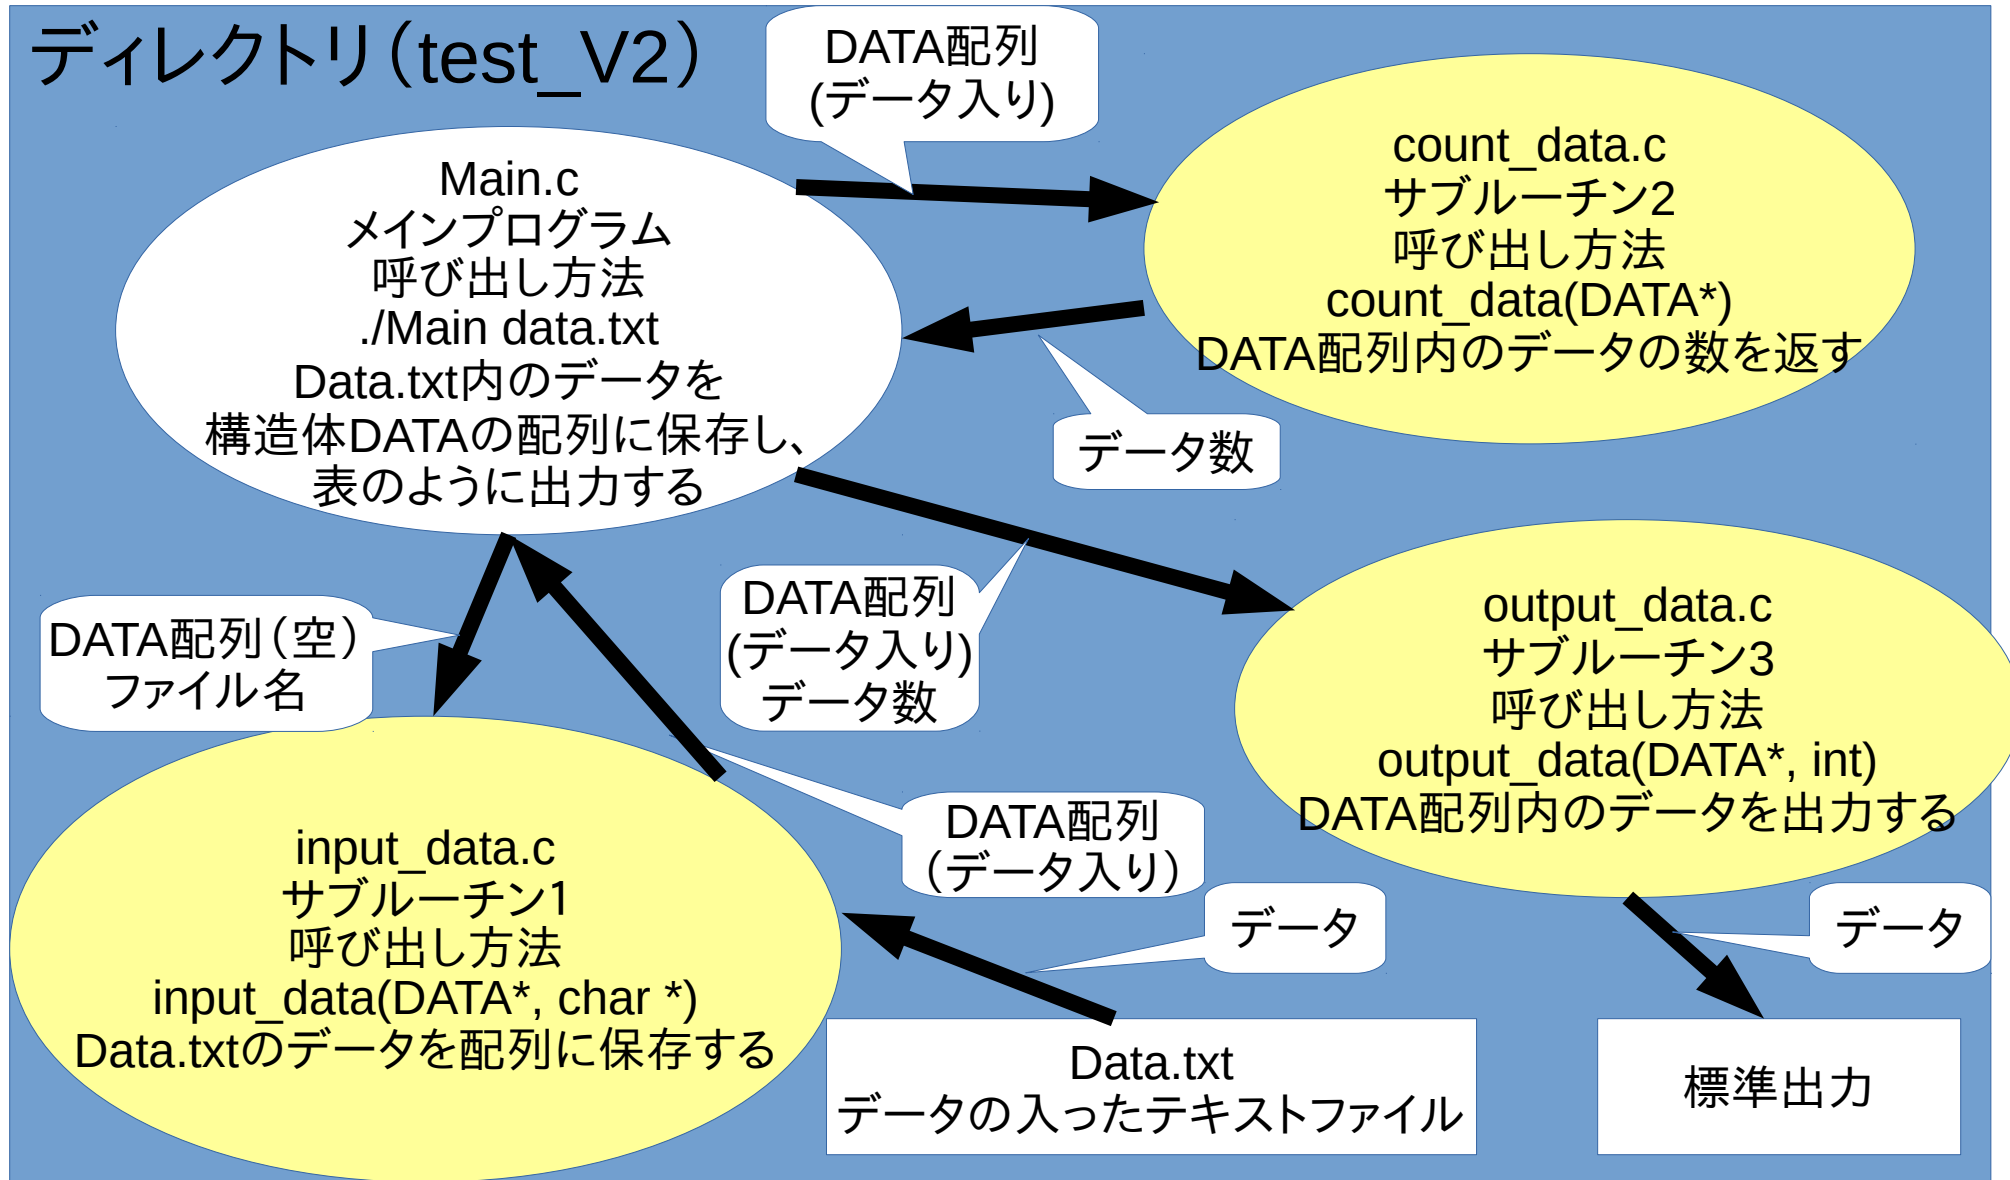 ディレクトリ（test_V2）
DATA配列
(データ入り)
Main.c
メインプログラム
呼び出し方法
./Main data.txt
Data.txt内のデータを
構造体DATAの配列に保存し、
表のように出力する
count_data.c
サブルーチン2
呼び出し方法
count_data(DATA*)
DATA配列内のデータの数を返す
データ数
DATA配列（空）
ファイル名
DATA配列
(データ入り)
データ数
output_data.c
サブルーチン3
呼び出し方法
output_data(DATA*, int)
DATA配列内のデータを出力する
DATA配列
（データ入り）
input_data.c
サブルーチン1
呼び出し方法
input_data(DATA*, char *)
Data.txtのデータを配列に保存する
データ
データ
Data.txt
データの入ったテキストファイル
標準出力